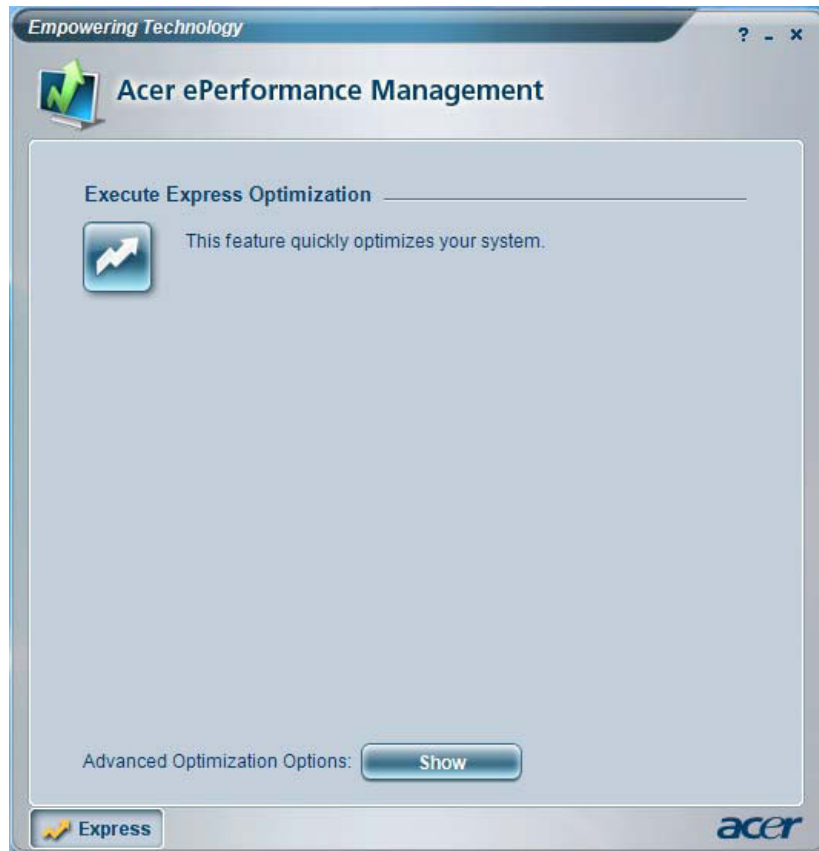 Empowering Technology
? - x
Acer ePerformance Management
Execute Express Optimization
This feature quickly optimizes your system.
Advanced Optimization Options: Show
Express
acer